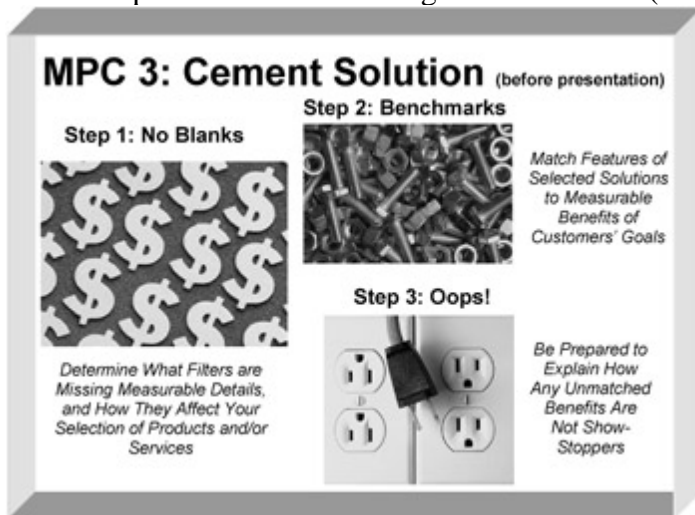 MPC 3: Cement Solution (before presentation)
Step 1: No Blanks
Determine What Filters are
Missing Measurable Details,
and How They Affect Your
Selection of Products and/or
Services
Step 2: Benchmarks
Match Features of
Selected Solutions
to Measurable
Benefits of
Customers' Goals
Step 3: Oops!
Be Prepared to
Explain How
Any Unmatched
Benefits Are
Not Show-
Stoppers